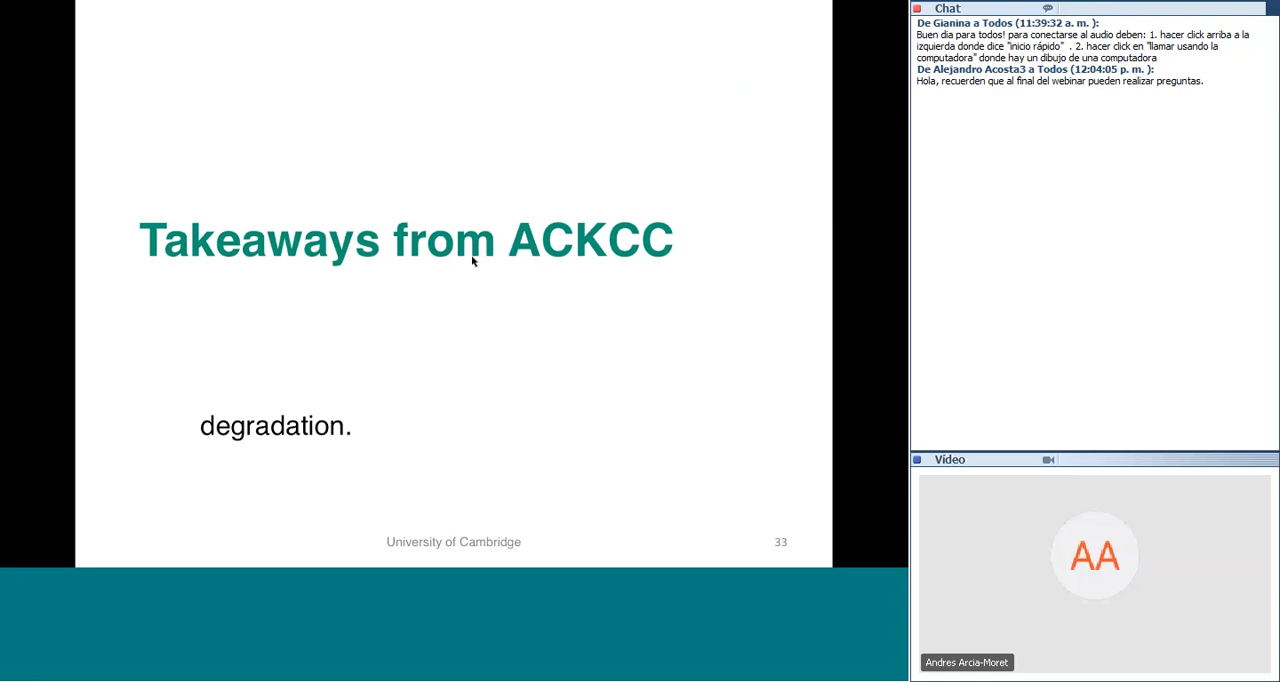 Takeaways from ACKCC
degradation.
University of Cambridge
33
Chat
De Gianina a Todos (11:39:32 a. m. ):
Buen dia para todos! para conectarse al audio deben: 1. hacer click arriba a la
izquierda donde dice "inicio rápido" . 2. hacer click en "llamar usando la
computadora" donde hay un dibujo de una computadora
De Alejandro Acosta3 a Todos (12:04:05 p. m. ):
Hola, recuerden que al final del webinar pueden realizar preguntas.
Vídeo
AA
Andres Arcia-Moret